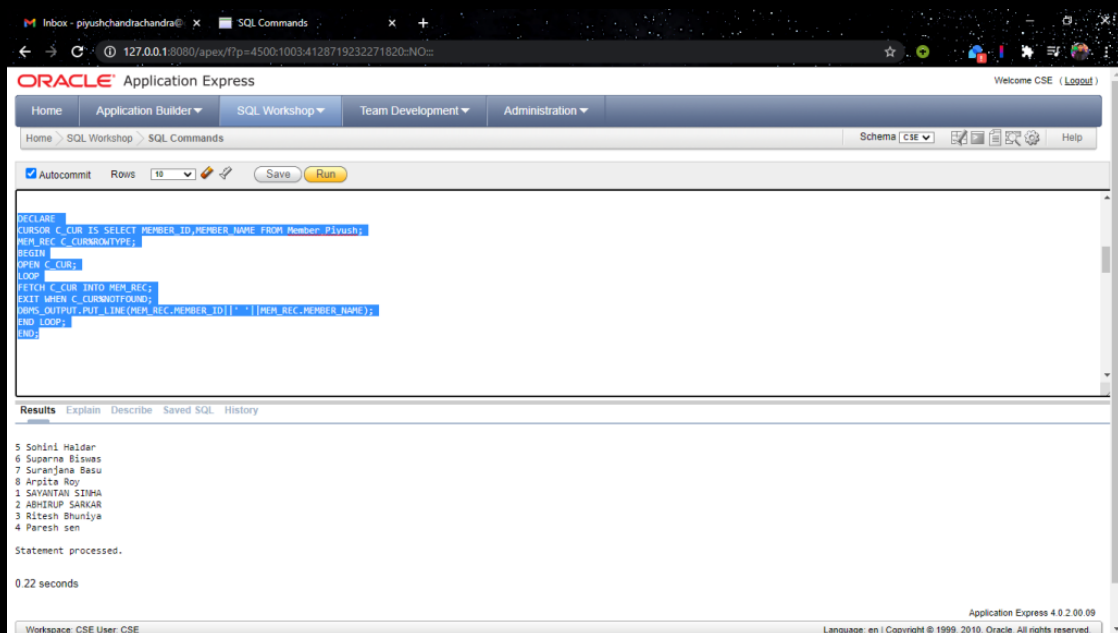 Inbox - piyushchandrachandra@
SQL Commands
127.0.0.1:8080/apex/f?p=4500:1003:4128719232271820::NO:::
ORACLE Application Express
Welcome CSE ( Logout )
Home Application Builder SQL Workshop Team Development Administration
Home SQL Workshop SQL Commands
Schema CSE Help
Autocommit Rows 10 Save Run
DECLARE
CURSOR C_CUR IS SELECT MEMBER_ID,MEMBER_NAME FROM Member_Piyush;
MEM_REC C_CUR%ROWTYPE;
BEGIN
OPEN C_CUR;
LOOP
FETCH C_CUR INTO MEM_REC;
EXIT WHEN C_CUR%NOTFOUND;
DBMS_OUTPUT.PUT_LINE(MEM_REC.MEMBER_ID||' '||MEM_REC.MEMBER_NAME);
END LOOP;
END;
Results Explain Describe Saved SQL History
5 Sohini Haldar
6 Suparna Biswas
7 Suranjana Basu
8 Arpita Roy
1 SAYANTAN SINHA
2 ABHIRUP SARKAR
3 Ritesh Bhuniya
4 Paresh sen
Statement processed.
0.22 seconds
Application Express 4.0.2.00.09
Workspace: CSE User: CSE
Language: en | Copyright © 1999, 2010, Oracle. All rights reserved.